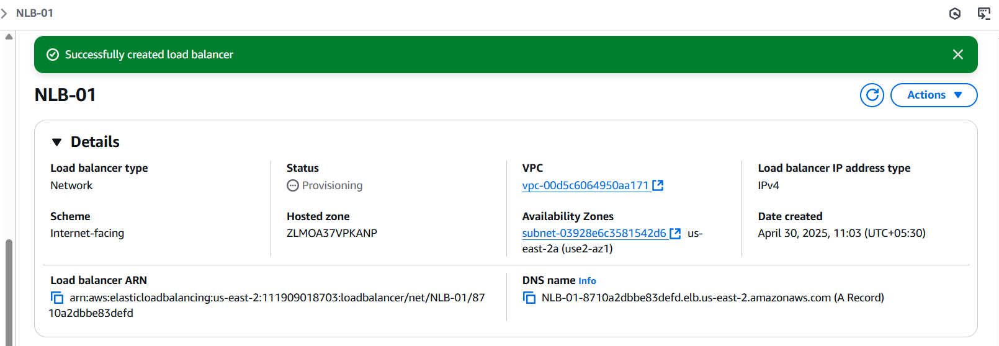 NLB-01
Successfully created load balancer
NLB-01
Actions
Details
Load balancer type
Network
Status
Provisioning
VPC
vpc-00d5c6064950aa171
Load balancer IP address type
IPv4
Scheme
Internet-facing
Hosted zone
ZLMOA37VPKANP
Availability Zones
subnet-03928e6c3581542d6 us-
east-2a (use2-az1)
Date created
April 30, 2025, 11:03 (UTC+05:30)
Load balancer ARN
arn:aws:elasticloadbalancing:us-east-2:111909018703:loadbalancer/net/NLB-01/87
10a2dbbe83defd
DNS name Info
NLB-01-8710a2dbbe83defd.elb.us-east-2.amazonaws.com (A Record)